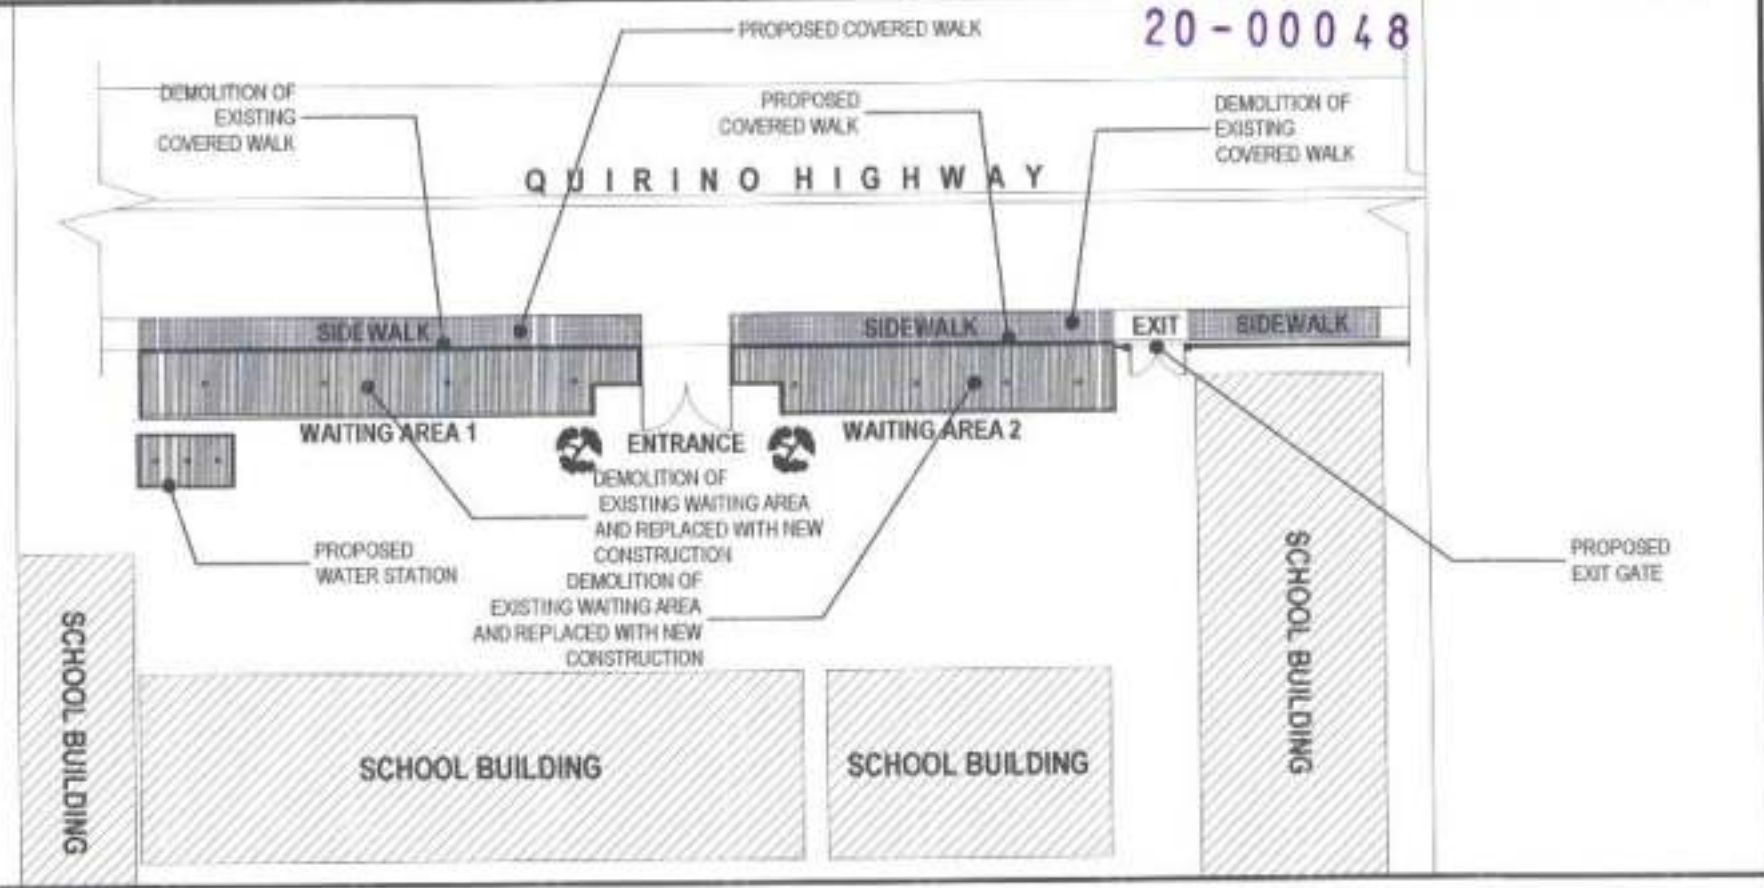 20-00048
PROPOSED COVERED WALK
DEMOLITION OF
EXISTING
COVERED WALK
PROPOSED
COVERED WALK
DEMOLITION OF
EXISTING
COVERED WALK
QUIRINO HIGHWAY
SIDEWALK
SIDEWALK
EXIT
SIDEWALK
WAITING AREA 1
ENTRANCE
WAITING AREA 2
DEMOLITION OF
EXISTING WAITING AREA
AND REPLACED WITH NEW
CONSTRUCTION
PROPOSED
WATER STATION
DEMOLITION OF
EXISTING WAITING AREA
AND REPLACED WITH NEW
CONSTRUCTION
PROPOSED
EXIT GATE
SCHOOL BUILDING
SCHOOL BUILDING
SCHOOL BUILDING
SCHOOL BUILDING